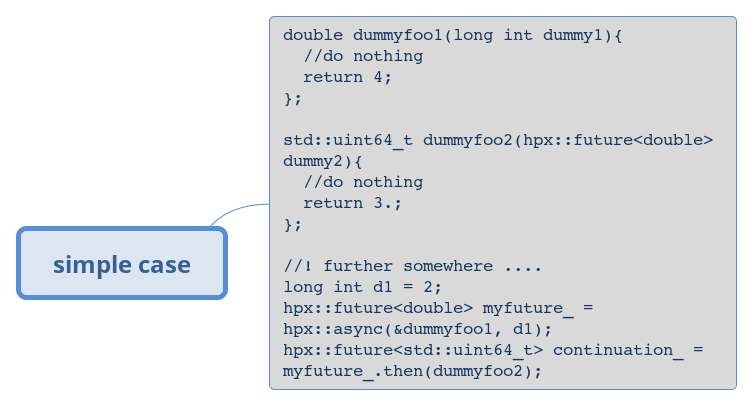 simple case
double dummyfoo1(long int dummy1){
  //do nothing
  return 4;
};

std::uint64_t dummyfoo2(hpx::future<double>
dummy2){
  //do nothing
  return 3.;
};

//! further somewhere ....
long int d1 = 2;
hpx::future<double> myfuture_ =
hpx::async(&dummyfoo1, d1);
hpx::future<std::uint64_t> continuation_ =
myfuture_.then(dummyfoo2);